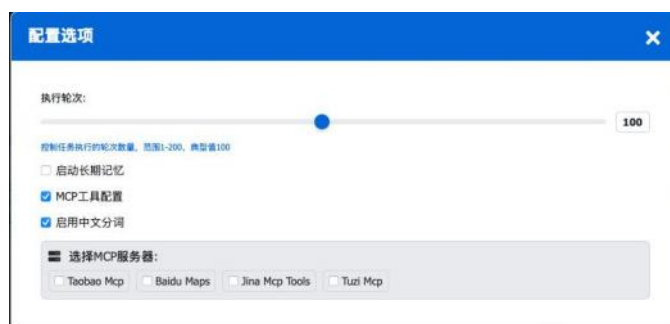 配置选项
执行轮次:
100
控制任务执行的轮次数量，范围1-200，典型值100
启动长期记忆
MCP工具配置
启用中文分词
选择MCP服务器:
Taobao Mcp Baidu Maps Jina Mcp Tools Tuzi Mcp